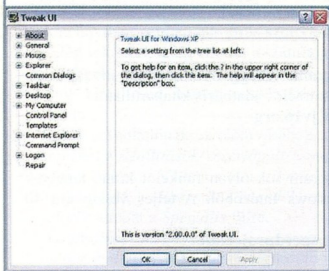 Tweak UI
About
General
Mouse
Explorer
Common Dialogs
Taskbar
Desktop
My Computer
Control Panel
Templates
Internet Explorer
Command Prompt
Logon
Repair
Tweak UI for Windows XP
Select a setting from the tree list at left.
To get help for an item, click the ? in the upper right corner of
the dialog, then click the item. The help will appear in the
"Description" box.
This is version "2.00.0.0" of Tweak UI.
OK Cancel Apply